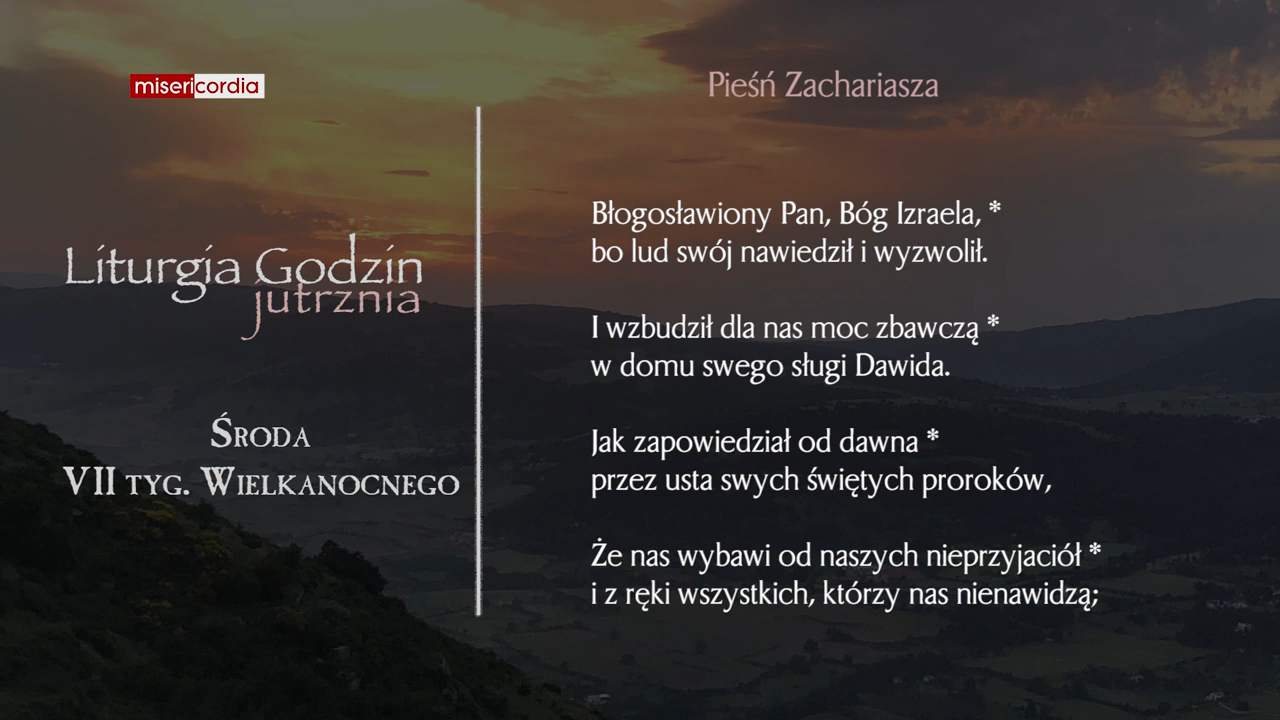 misericordia
Liturgia Godzin
jutrznia
Środa
VII tyg. Wielkanocnego
Pieśń Zachariasza
Błogosławiony Pan, Bóg Izraela, *
bo lud swój nawiedził i wyzwolił.
I wzbudził dla nas moc zbawczą *
w domu swego sługi Dawida.
Jak zapowiedział od dawna *
przez usta swych świętych proroków,
Że nas wybawi od naszych nieprzyjaciół *
i z ręki wszystkich, którzy nas nienawidzą;